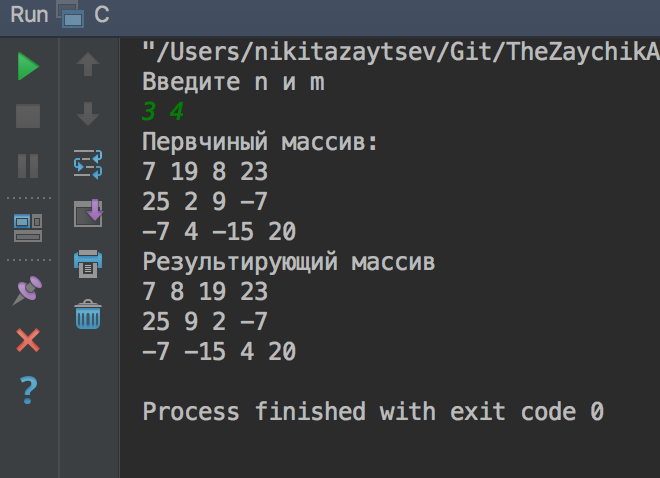 Run C
"/Users/nikitazaytsev/Git/TheZaychikA
Введите n и m
3 4
Первчиный массив:
7 19 8 23
25 2 9 -7
-7 4 -15 20
Результирующий массив
7 8 19 23
25 9 2 -7
-7 -15 4 20
Process finished with exit code 0